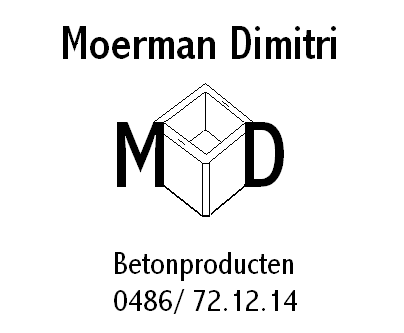 Moerman Dimitri
M D
Betonproducten
0486/ 72.12.14